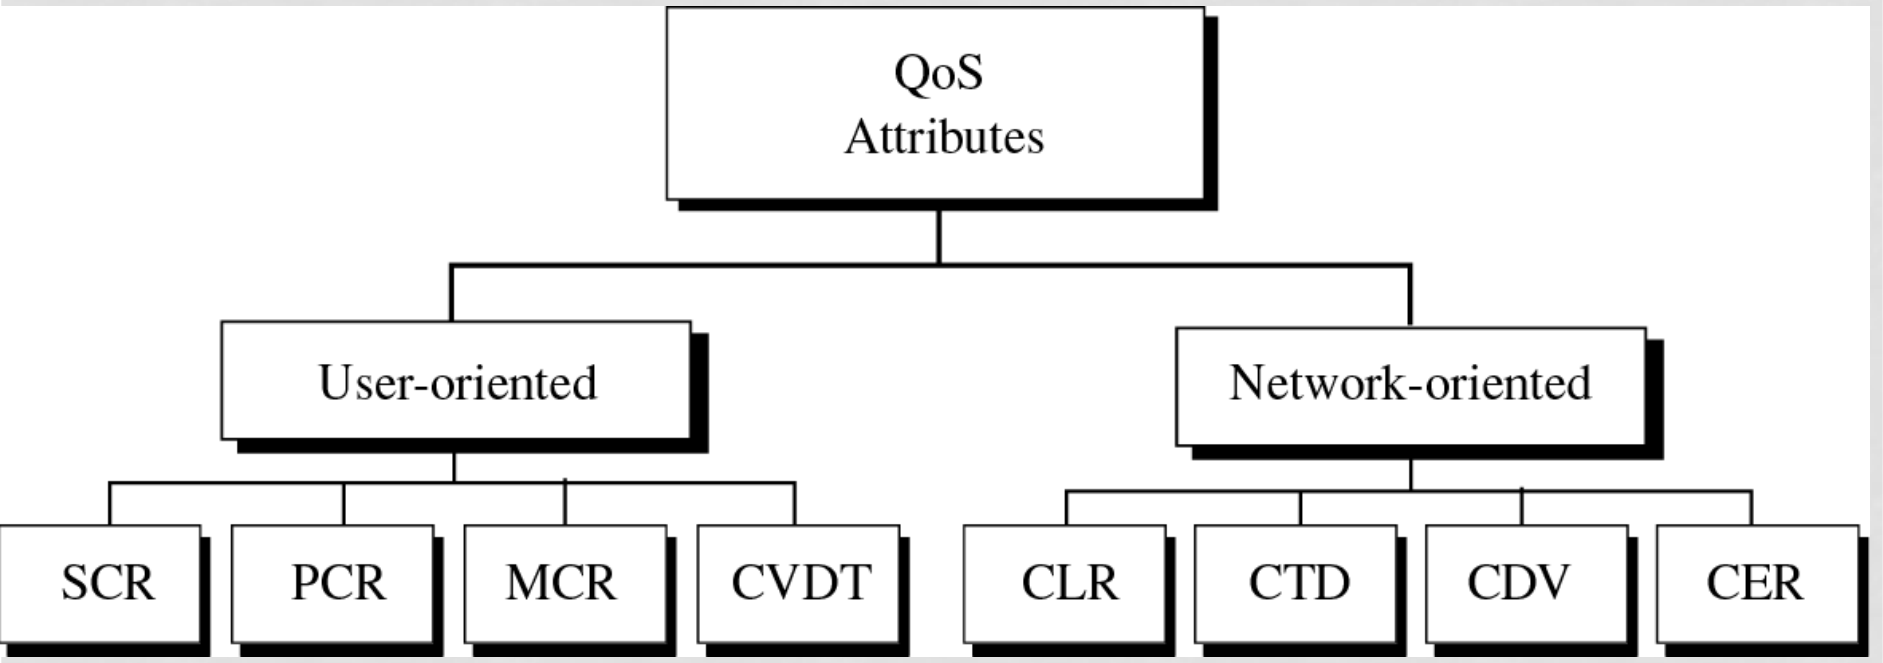 QoS
Attributes
User-oriented
Network-oriented
SCR
PCR
MCR
CVDT
CLR
CTD
CDV
CER